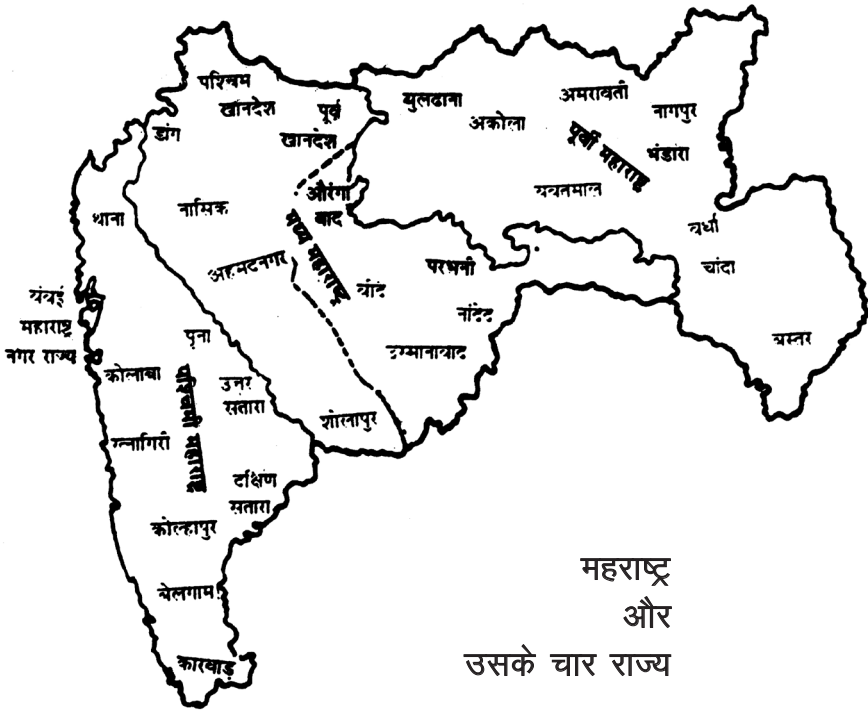 पश्चिम
खानदेश
पूर्व
खानदेश
बुलढाना
अकोला
अमरावती
नागपुर
भंडारा
पूर्वी महाराष्ट्र
यवतमाल
डांग
थाना
नासिक
औरंगा
बाद
मध्य महाराष्ट्र
अहमदनगर
परभनी
बीड
नांदेड
उस्मानाबाद
वर्धा
चांदा
बस्तर
बंबई
महाराष्ट्र
नगर राज्य
पूना
कोलाबा
पश्चिमी महाराष्ट्र
उत्तर
सतारा
शोलापुर
रत्नागिरी
दक्षिण
सतारा
कोल्हापुर
बेलगाम
कारवाड़
महराष्ट्र
और
उसके चार राज्य